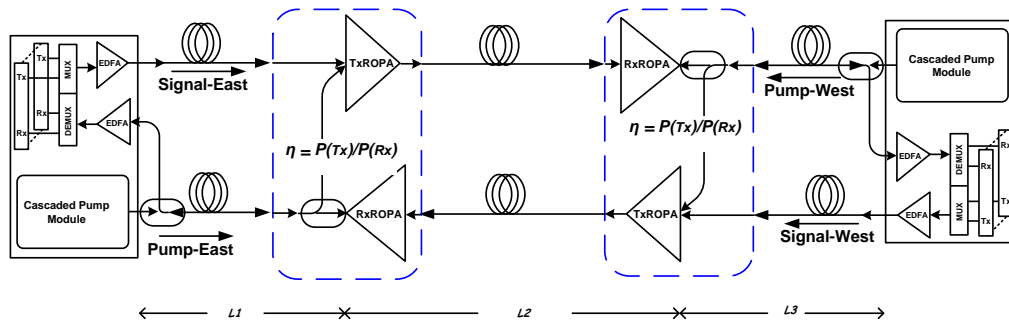 Tx
Tx
MUX
EDFA
Signal-East
TxROPA
RxROPA
Pump-West
Cascaded Pump
Module
Rx
Rx
DEMUX
EDFA
η = P(Tx)/P(Rx)
η = P(Tx)/P(Rx)
EDFA
DEMUX
Rx
Rx
Cascaded Pump
Module
Pump-East
RxROPA
TxROPA
Signal-West
EDFA
MUX
Tx
Tx
L1
L2
L3